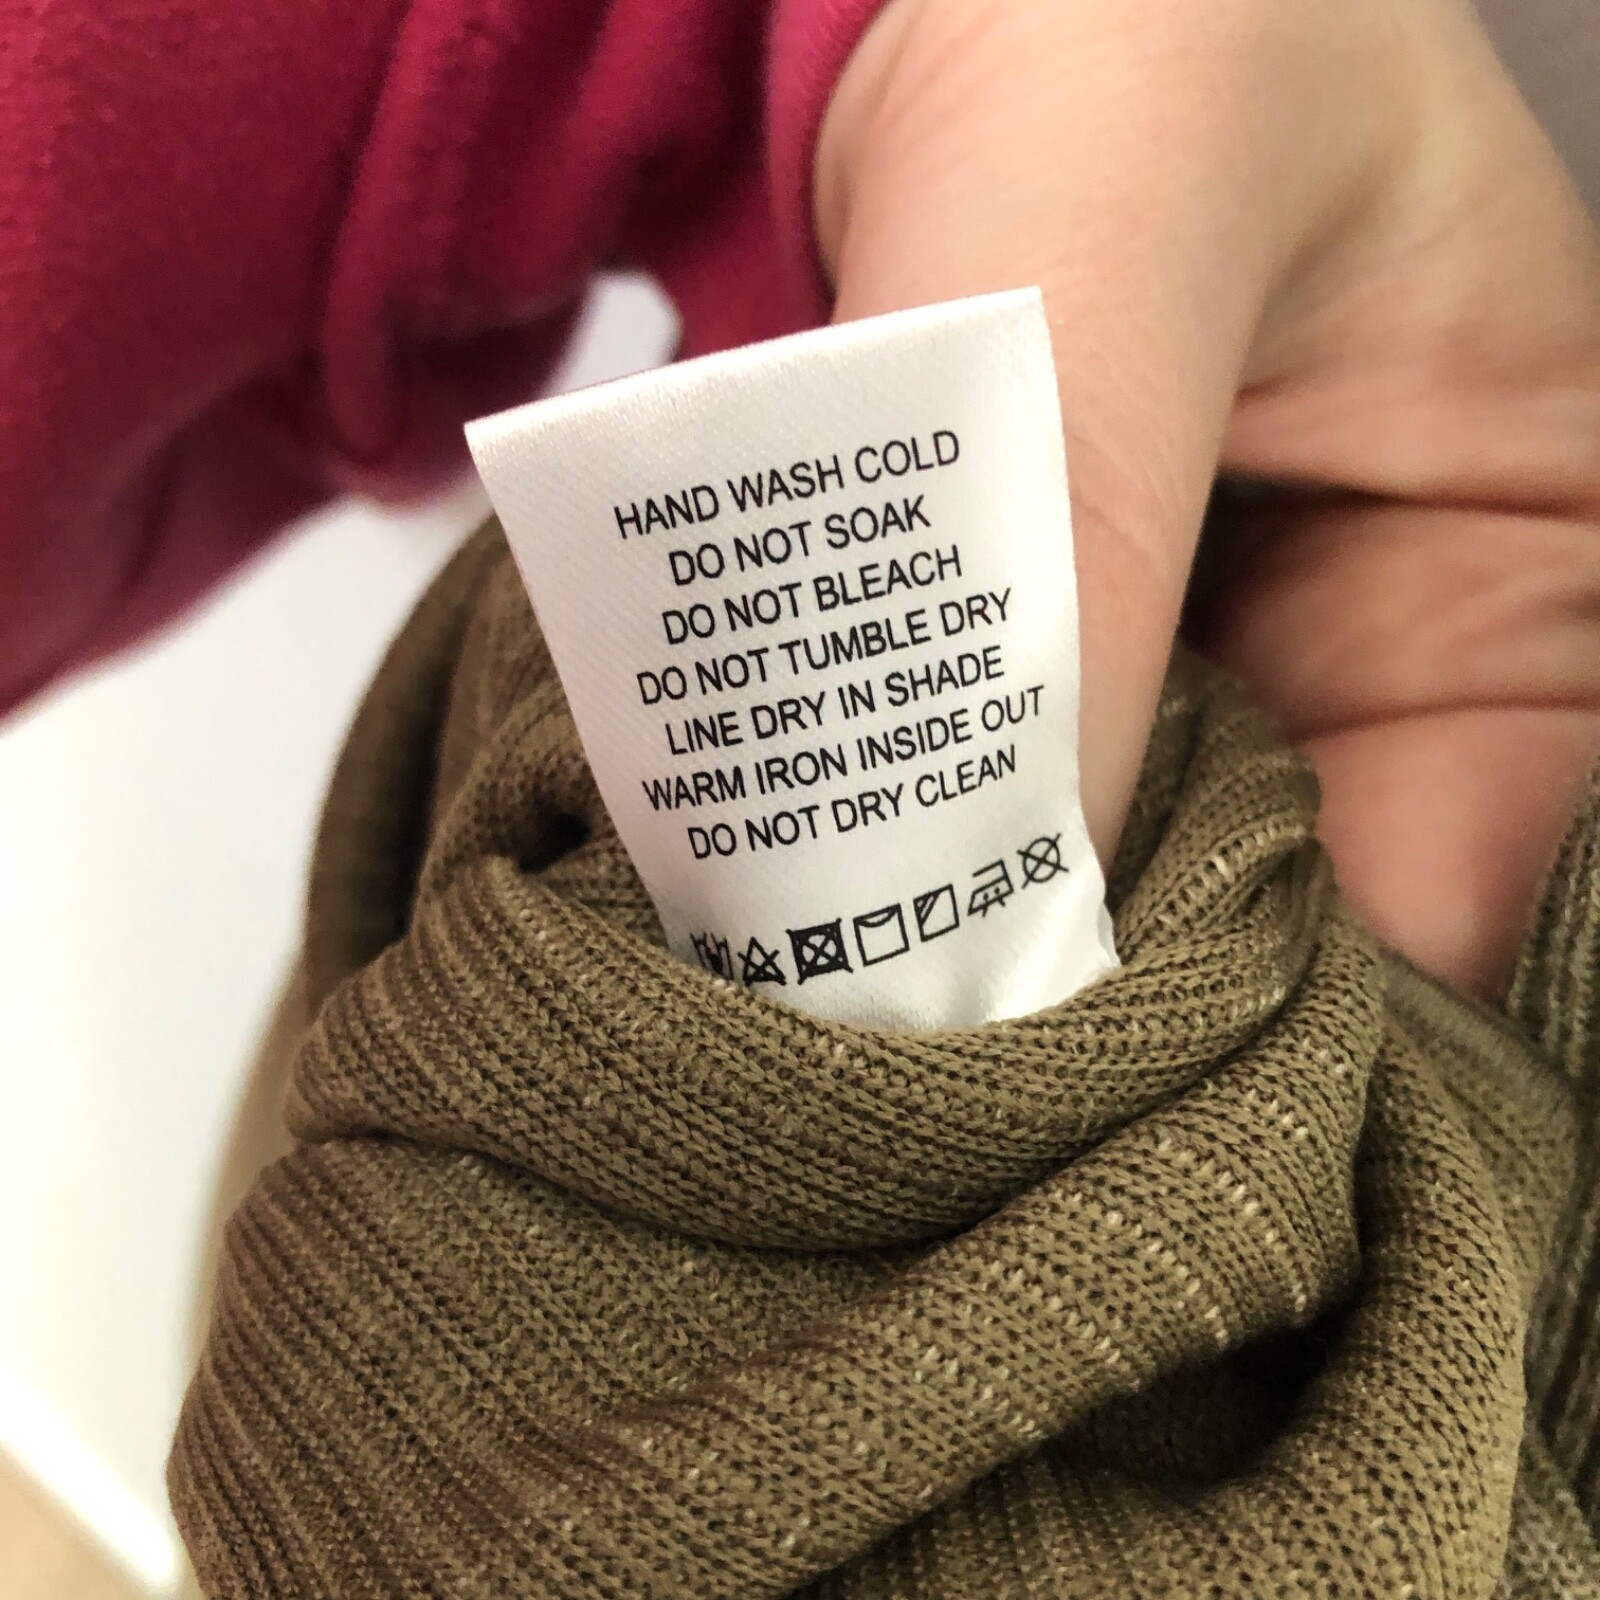 HAND WASH COLD
DO NOT SOAK
DO NOT BLEACH
DO NOT TUMBLE DRY
LINE DRY IN SHADE
WARM IRON INSIDE OUT
DO NOT DRY CLEAN